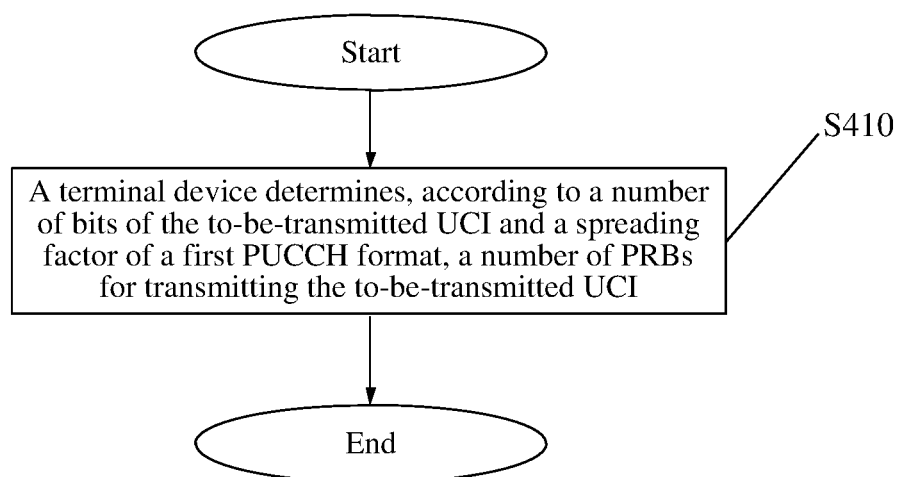 Start
S410
A terminal device determines, according to a number
of bits of the to-be-transmitted UCI and a spreading
factor of a first PUCCH format, a number of PRBs
for transmitting the to-be-transmitted UCI
End